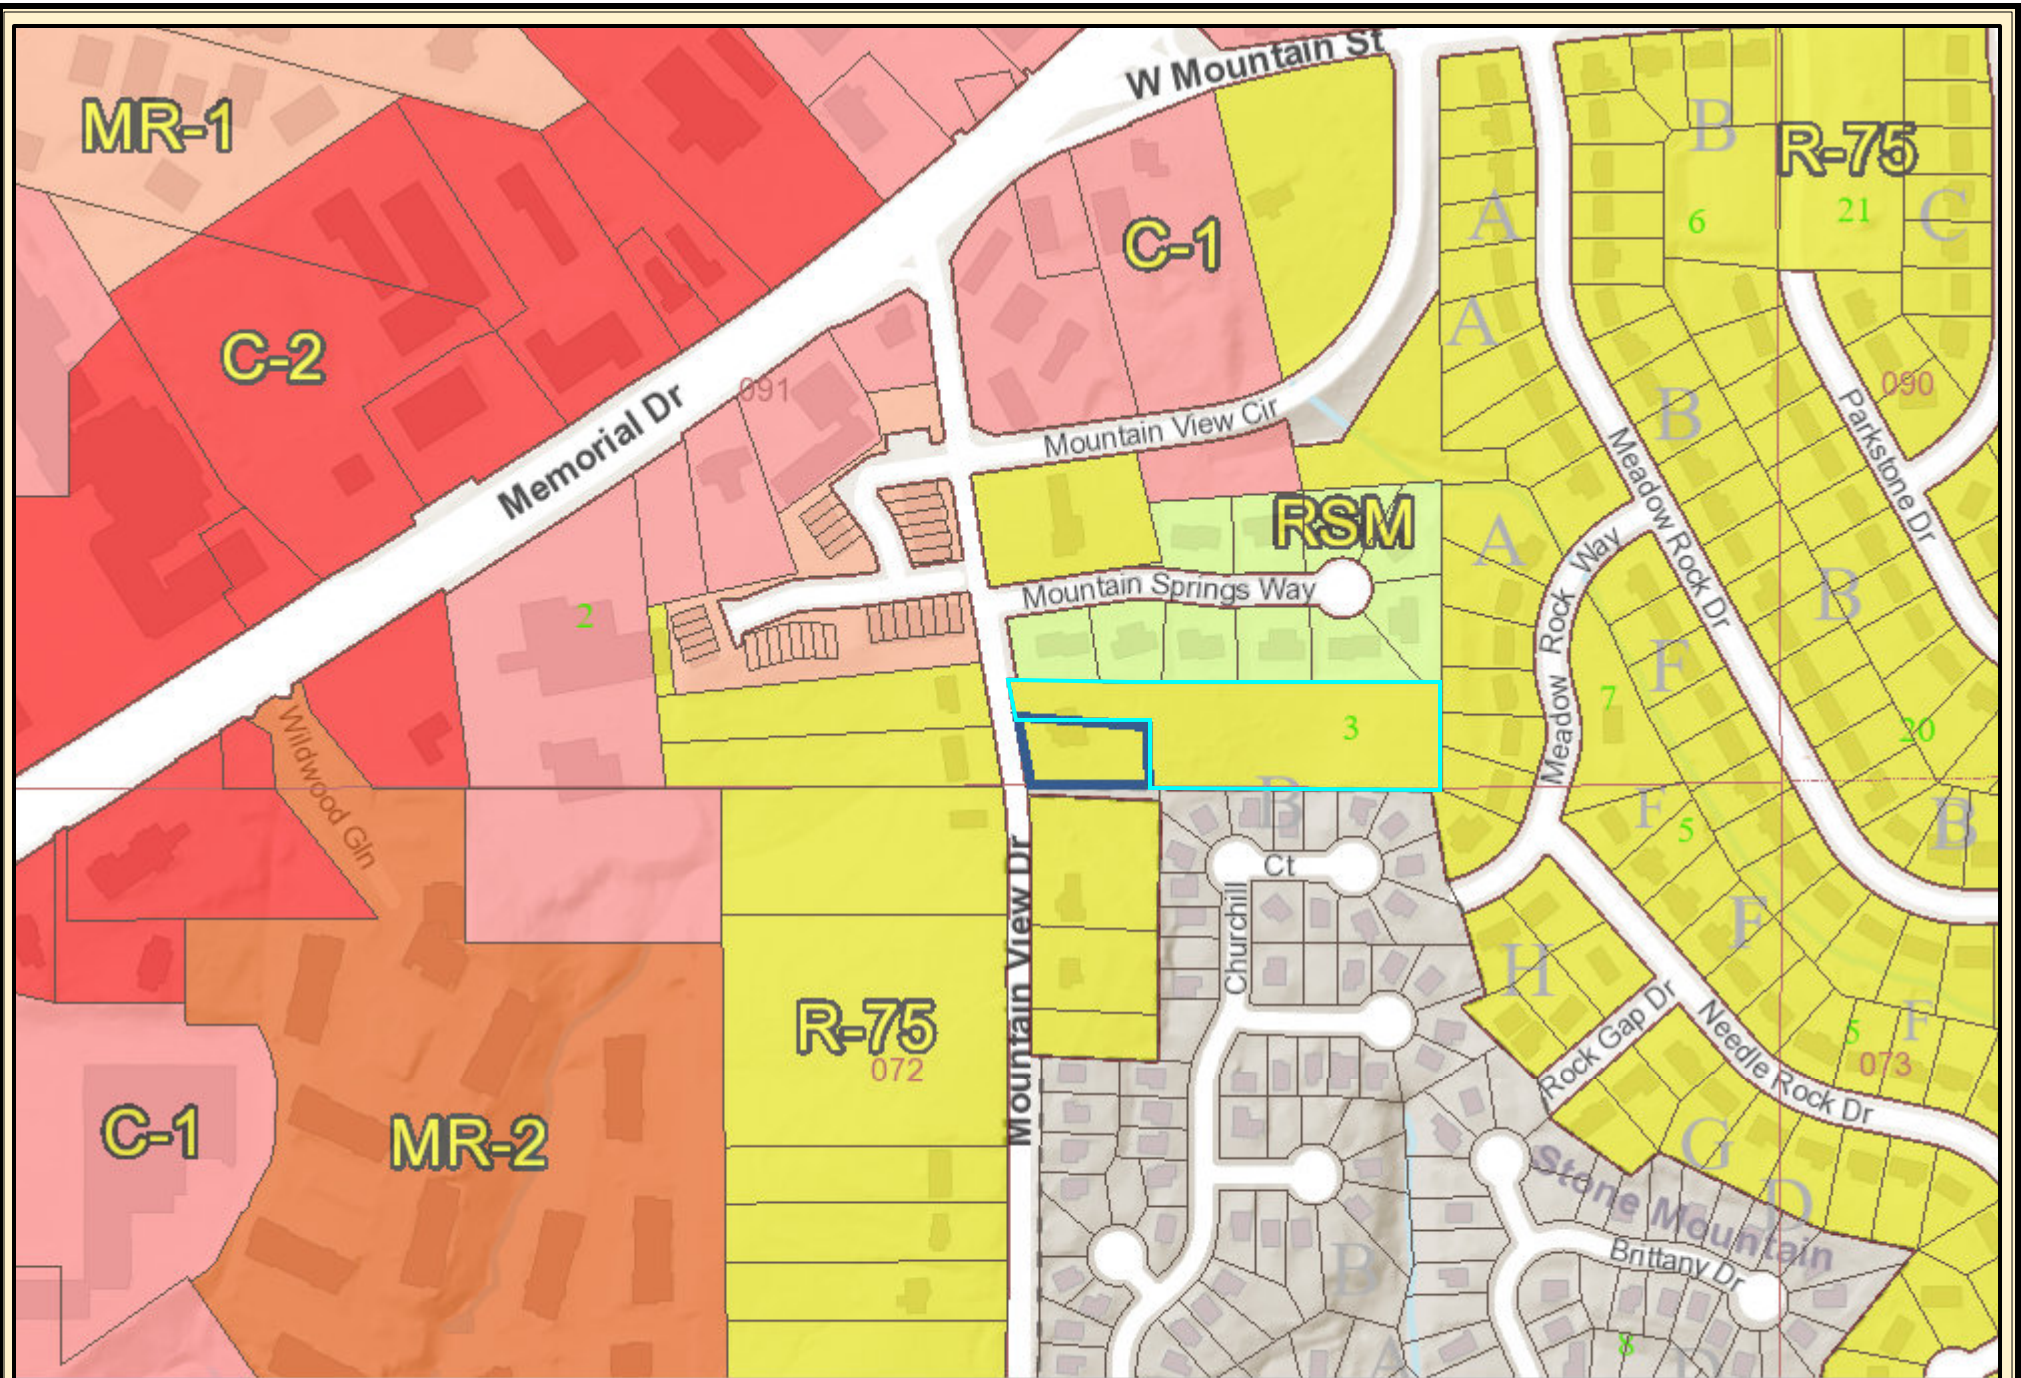 W Mountain St
MR-1
B
R-75
A
6
21
C
C-1
A
C-2
091
090
Memorial Dr
Mountain View Cir
B
Parkstone Dr
Meadow Rock Dr
RSM
A
Meadow Rock Way
Mountain Springs Way
B
2
F
7
3
20
Wildwood Gln
B
F
5
B
Ct
Mountain View Dr
Churchill
F
H
R-75
072
Rock Gap Dr
Needle Rock Dr
5
F
073
C-1
MR-2
G
Stone Mountain
D
Brittany Dr
B
8
A
D